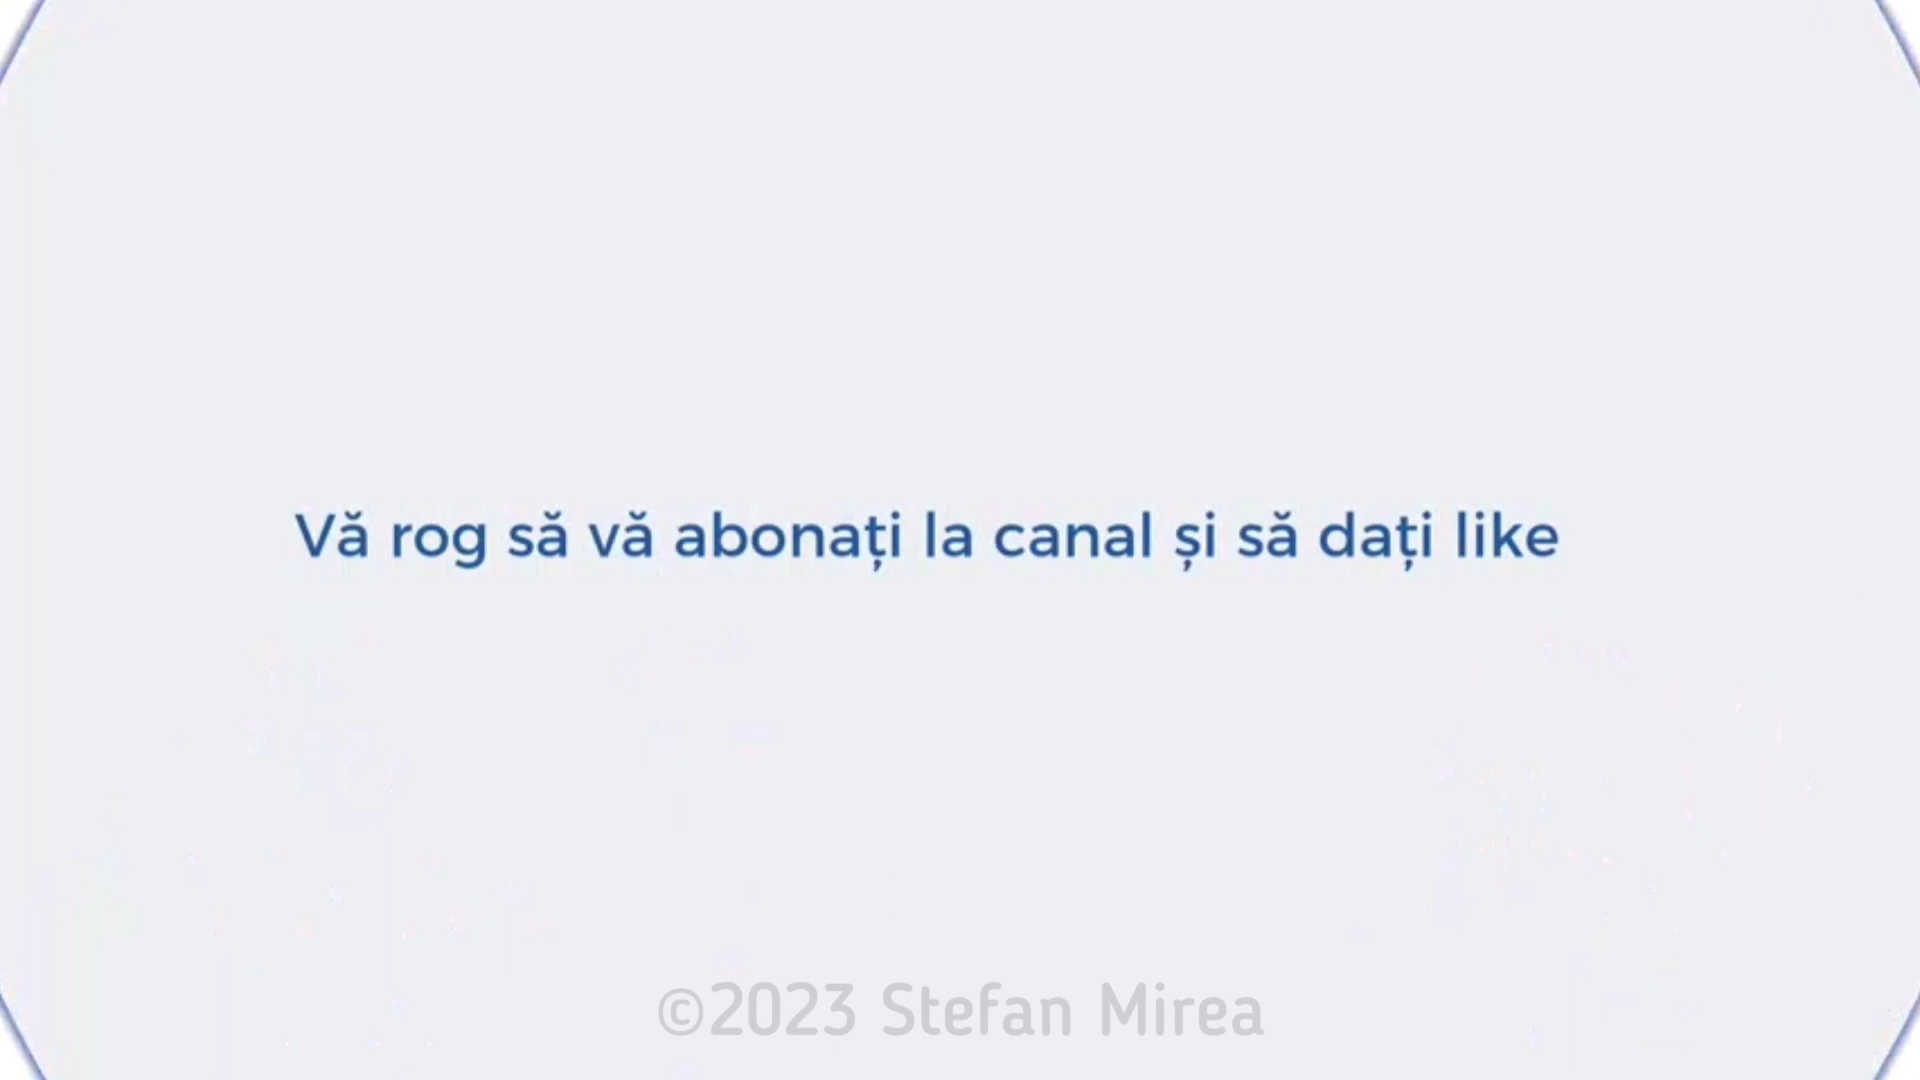 Vă rog să vă abonați la canal și să dați like
©2023 Stefan Mirea